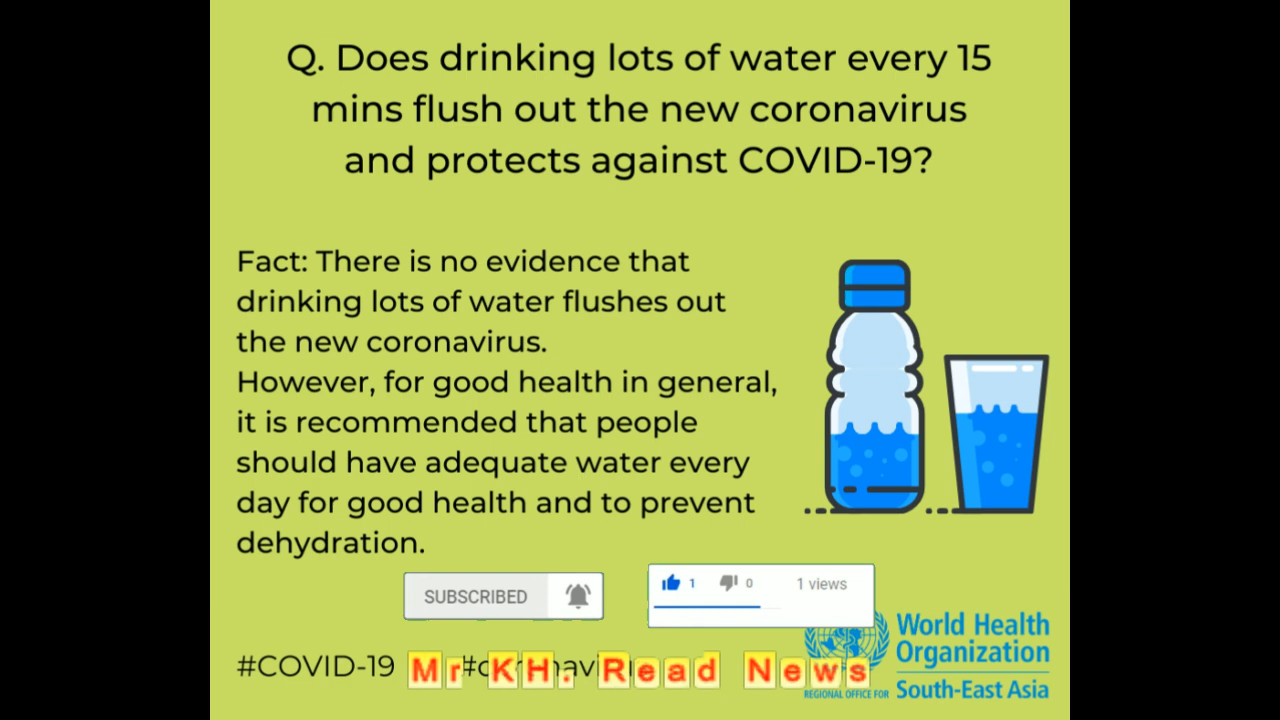 Q. Does drinking lots of water every 15
mins flush out the new coronavirus
and protects against COVID-19?
Fact: There is no evidence that
drinking lots of water flushes out
the new coronavirus.
However, for good health in general,
it is recommended that people
should have adequate water every
day for good health and to prevent
dehydration.
SUBSCRIBED
1 0 1 views
World Health
Organization
#COVID-19
Mr KH. Read News
REGIONAL OFFICE FOR South-East Asia